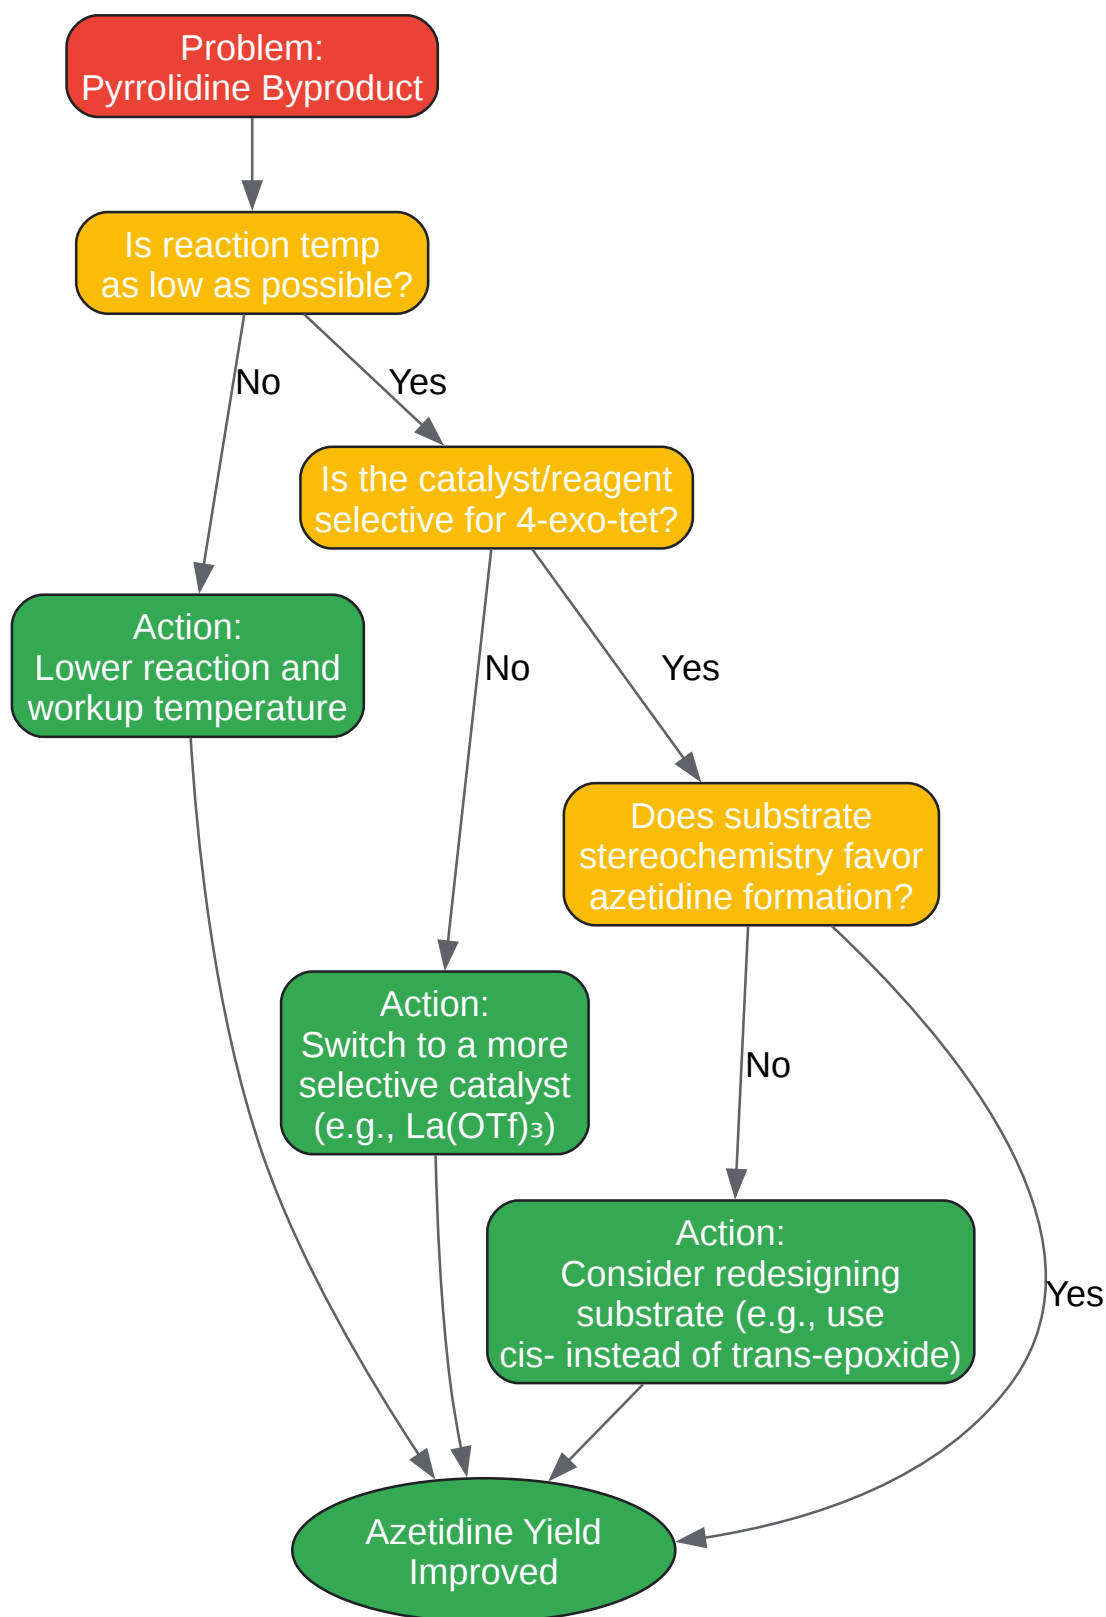 Problem:
Pyrrolidine Byproduct
Is reaction temp
as low as possible?
No
Yes
Is the catalyst/reagent
selective for 4-exo-tet?
Action:
Lower reaction and
workup temperature
No
Yes
Does substrate
stereochemistry favor
azetidine formation?
Action:
Switch to a more
selective catalyst
(e.g., La(OTf)₃)
No
Yes
Action:
Consider redesigning
substrate (e.g., use
cis- instead of trans-epoxide)
Azetidine Yield
Improved